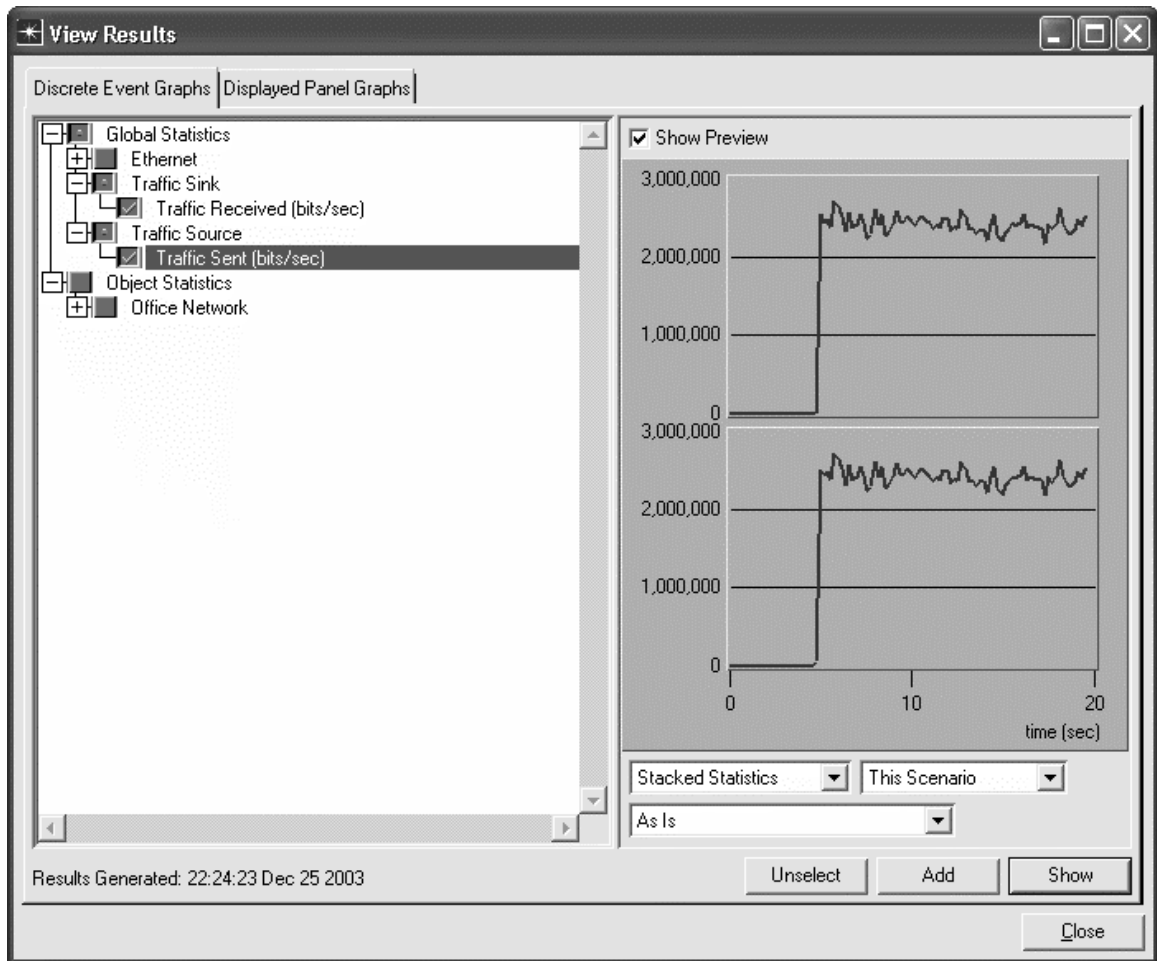 View Results
Discrete Event Graphs
Displayed Panel Graphs
Global Statistics
Ethernet
Traffic Sink
Traffic Received (bits/sec)
Traffic Source
Traffic Sent (bits/sec)
Object Statistics
Office Network
Show Preview
3,000,000
2,000,000
1,000,000
0
3,000,000
2,000,000
1,000,000
0
0 10 20
time (sec)
Stacked Statistics
This Scenario
As Is
Results Generated: 22:24:23 Dec 25 2003
Unselect
Add
Show
Close